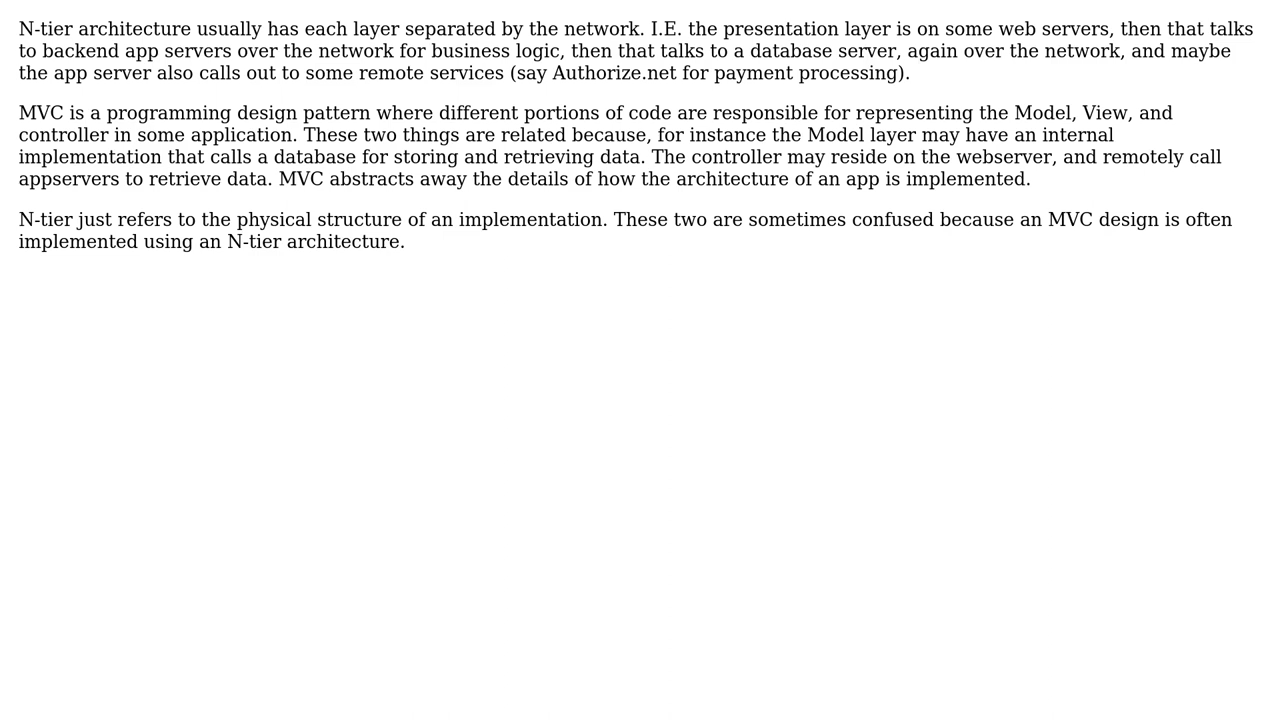 N-tier architecture usually has each layer separated by the network. I.E. the presentation layer is on some web servers, then that talks
to backend app servers over the network for business logic, then that talks to a database server, again over the network, and maybe
the app server also calls out to some remote services (say Authorize.net for payment processing).
MVC is a programming design pattern where different portions of code are responsible for representing the Model, View, and
controller in some application. These two things are related because, for instance the Model layer may have an internal
implementation that calls a database for storing and retrieving data. The controller may reside on the webserver, and remotely call
appservers to retrieve data. MVC abstracts away the details of how the architecture of an app is implemented.
N-tier just refers to the physical structure of an implementation. These two are sometimes confused because an MVC design is often
implemented using an N-tier architecture.